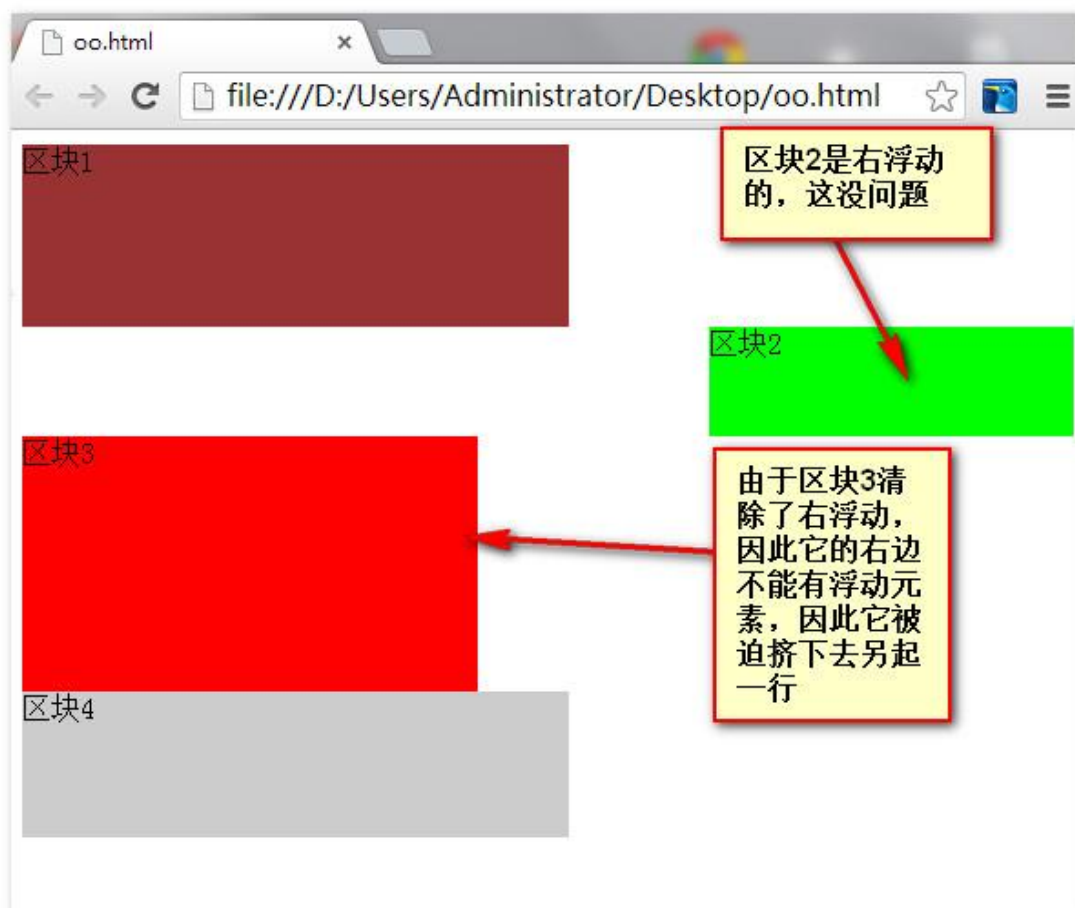 oo.html
file:///D:/Users/Administrator/Desktop/oo.html
区块1
区块2是右浮动
的，这没问题
区块2
区块3
由于区块3清
除了右浮动，
因此它的右边
不能有浮动元
素，因此它被
迫挤下去另起
一行
区块4